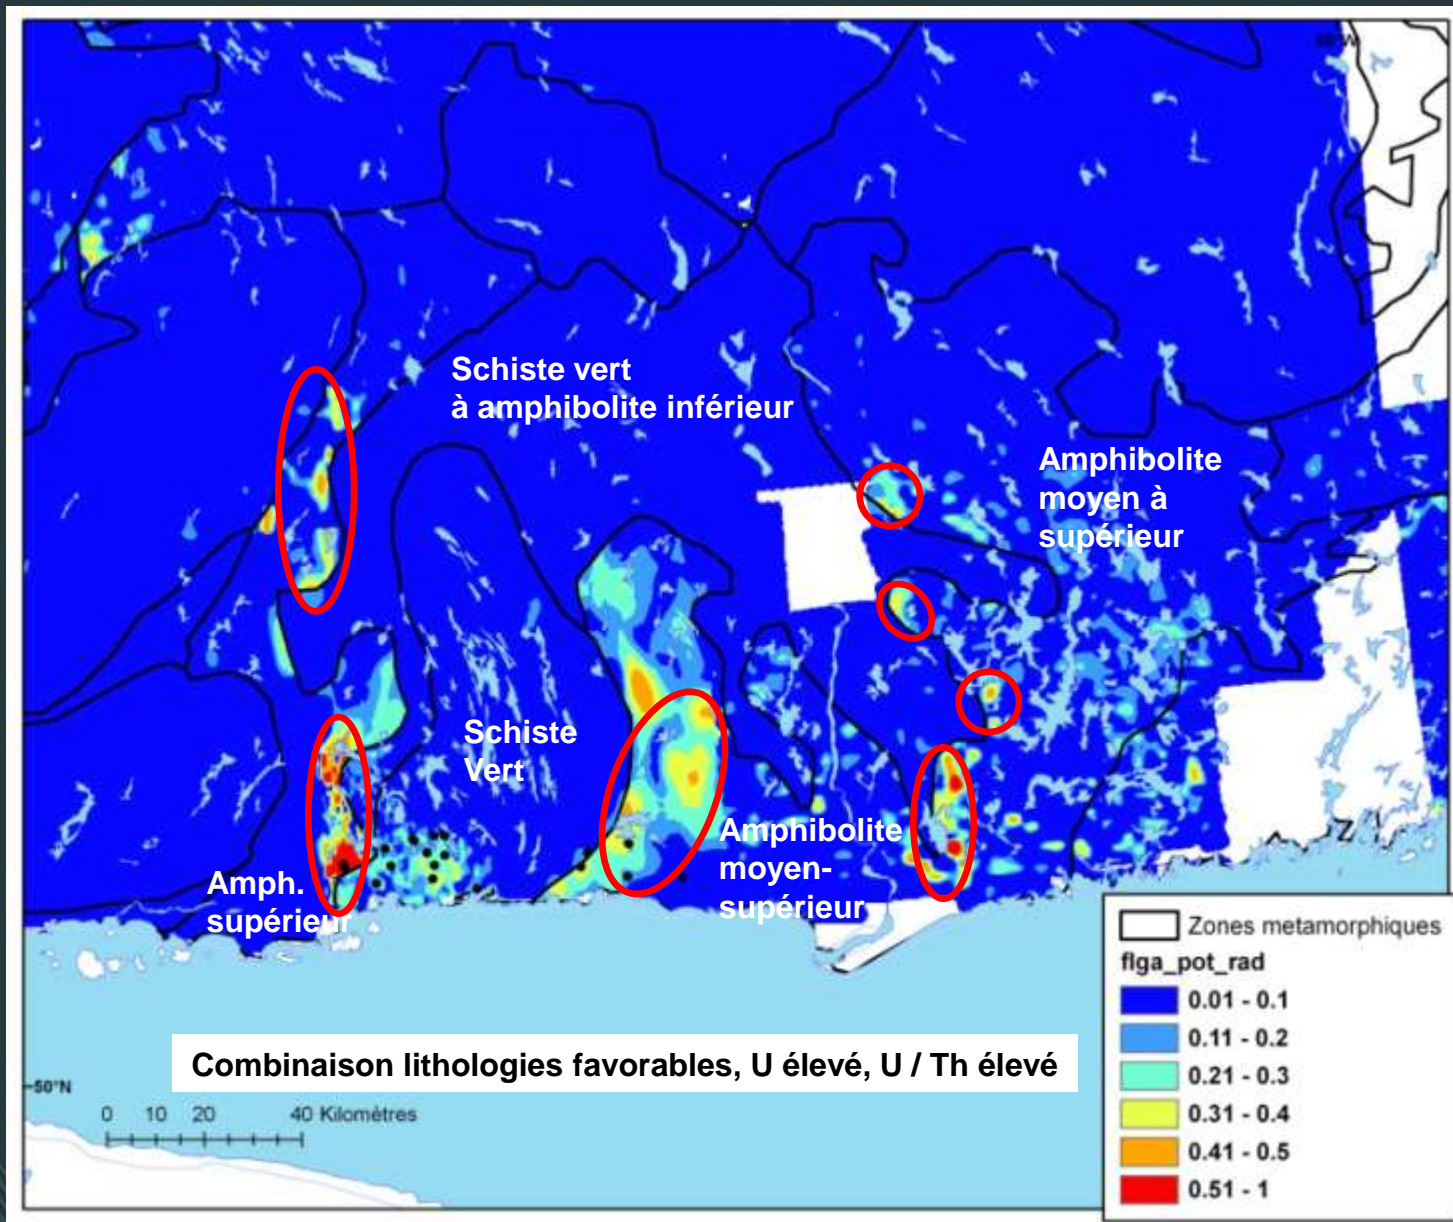 Schiste vert
à amphibolite inférieur
Amphibolite
moyen à
supérieur
Schiste
Vert
Amphibolite
moyen-
supérieur
Amph.
supérieur
Zones metamorphiques
flga_pot_rad
0.01 - 0.1
0.11 - 0.2
0.21 - 0.3
0.31 - 0.4
0.41 - 0.5
0.51 - 1
Combinaison lithologies favorables, U élevé, U / Th élevé
50°N
0 10 20 40 Kilomètres